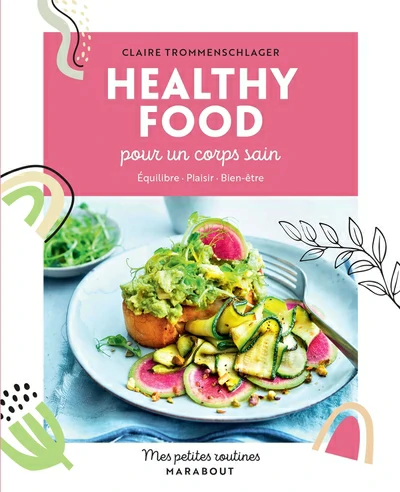 CLAIRE TROMMENSCHLAGER
HEALTHY
FOOD
pour un corps sain
Équilibre · Plaisir · Bien-être
Mes petites routines
MARABOUT